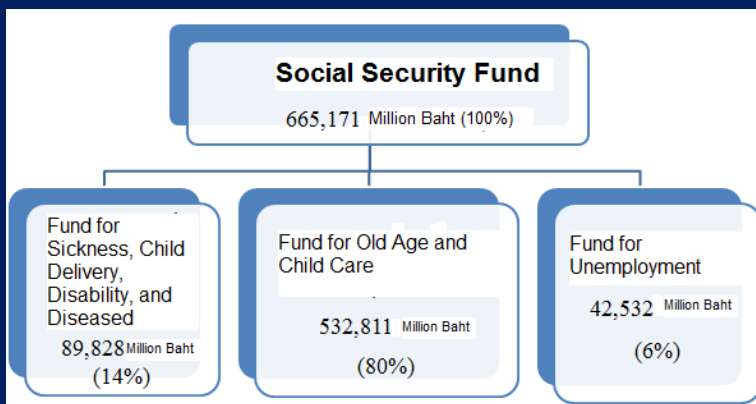 Social Security Fund
665,171 Million Baht (100%)
Fund for
Sickness, Child
Delivery,
Disability, and
Diseased
89,828 Million Baht
(14%)
Fund for Old Age and
Child Care
532,811 Million Baht
(80%)
Fund for
Unemployment
42,532 Million Baht
(6%)